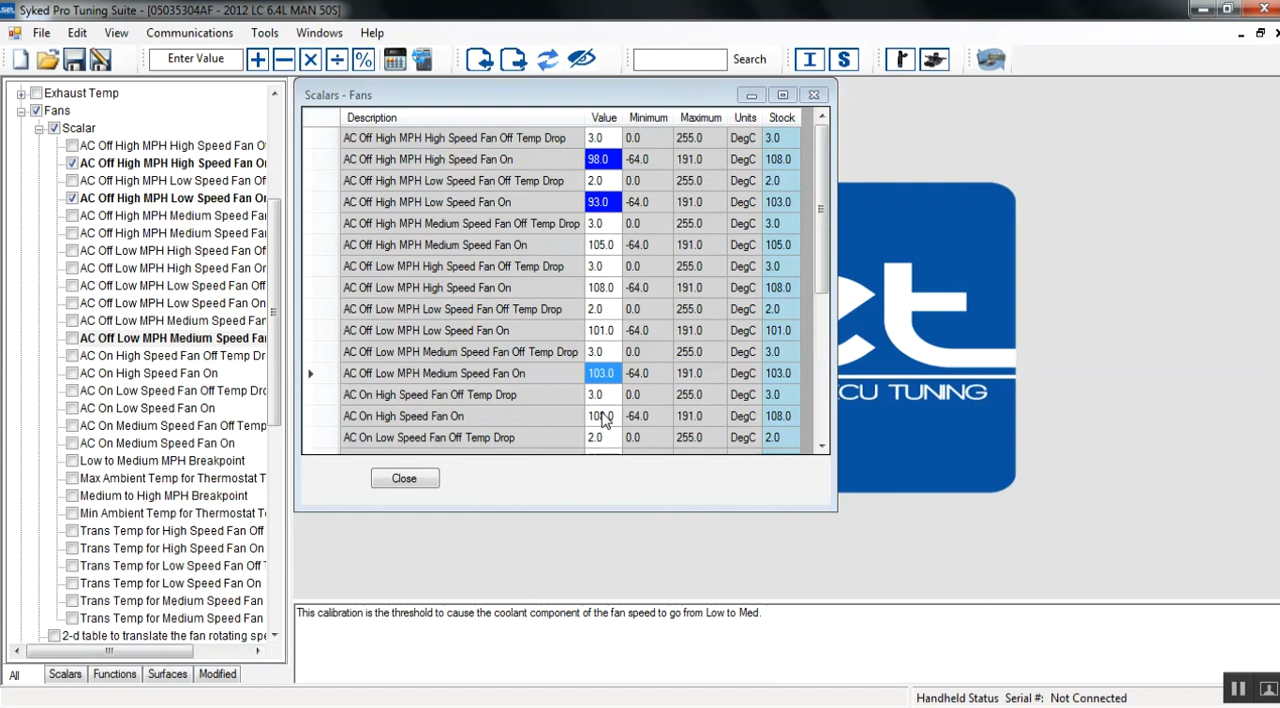 Syked Pro Tuning Suite - [05035304AF - 2012 LC 6.4L MAN 50S]
File Edit View Communications Tools Windows Help
Enter Value Search
Exhaust Temp
Fans
Scalar
AC Off High MPH High Speed Fan O
AC Off High MPH High Speed Fan On
AC Off High MPH Low Speed Fan Of
AC Off High MPH Low Speed Fan On
AC Off High MPH Medium Speed Fa
AC Off High MPH Medium Speed Fan
AC Off Low MPH High Speed Fan Of
AC Off Low MPH High Speed Fan On
AC Off Low MPH Low Speed Fan Of
AC Off Low MPH Low Speed Fan On
AC Off Low MPH Medium Speed Fan
AC Off Low MPH Medium Speed Fa
AC On High Speed Fan Off Temp Dr
AC On High Speed Fan On
AC On Low Speed Fan Off Temp Dro
AC On Low Speed Fan On
AC On Medium Speed Fan Off Temp
AC On Medium Speed Fan On
Low to Medium MPH Breakpoint
Max Ambient Temp for Thermostat T
Medium to High MPH Breakpoint
Min Ambient Temp for Thermostat T
Trans Temp for High Speed Fan Off
Trans Temp for High Speed Fan On
Trans Temp for Low Speed Fan Off T
Trans Temp for Low Speed Fan On
Trans Temp for Medium Speed Fan
Trans Temp for Medium Speed Fan
2-d table to translate the fan rotating spe
All Scalars Functions Surfaces Modified
Scalars - Fans
Description Value Minimum Maximum Units Stock
AC Off High MPH High Speed Fan Off Temp Drop 3.0 0.0 255.0 DegC 3.0
AC Off High MPH High Speed Fan On 98.0 -64.0 191.0 DegC 108.0
AC Off High MPH Low Speed Fan Off Temp Drop 2.0 0.0 255.0 DegC 2.0
AC Off High MPH Low Speed Fan On 93.0 -64.0 191.0 DegC 103.0
AC Off High MPH Medium Speed Fan Off Temp Drop 3.0 0.0 255.0 DegC 3.0
AC Off High MPH Medium Speed Fan On 105.0 -64.0 191.0 DegC 105.0
AC Off Low MPH High Speed Fan Off Temp Drop 3.0 0.0 255.0 DegC 3.0
AC Off Low MPH High Speed Fan On 108.0 -64.0 191.0 DegC 108.0
AC Off Low MPH Low Speed Fan Off Temp Drop 2.0 0.0 255.0 DegC 2.0
AC Off Low MPH Low Speed Fan On 101.0 -64.0 191.0 DegC 101.0
AC Off Low MPH Medium Speed Fan Off Temp Drop 3.0 0.0 255.0 DegC 3.0
AC Off Low MPH Medium Speed Fan On 103.0 -64.0 191.0 DegC 103.0
AC On High Speed Fan Off Temp Drop 3.0 0.0 255.0 DegC 3.0
AC On High Speed Fan On -64.0 191.0 DegC 108.0
AC On Low Speed Fan Off Temp Drop 2.0 0.0 255.0 DegC 2.0
Close
ct
ECU TUNING
This calibration is the threshold to cause the coolant component of the fan speed to go from Low to Med.
Handheld Status Serial #: Not Connected